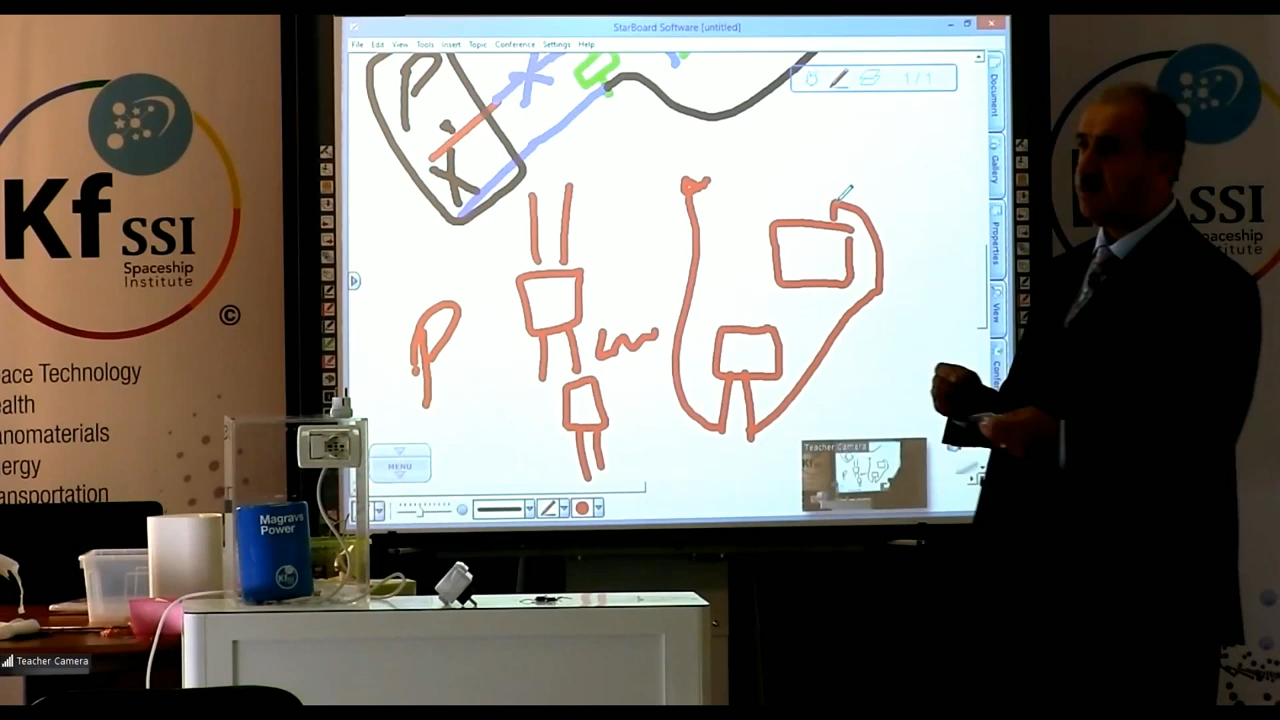 StarBoard Software [untitled]
File Edit View Tools Insert Topic Conference Settings Help
1/1
Document
Gallery
Properties
View
P
X
K
P
MENU
Teacher Camera
Kf SSI
Spaceship
Institute
©
ace Technology
alth
anomaterials
ergy
ansportation
SSI
Spaceship
Institute
Magravs
Power
Kf SSI
Teacher Camera